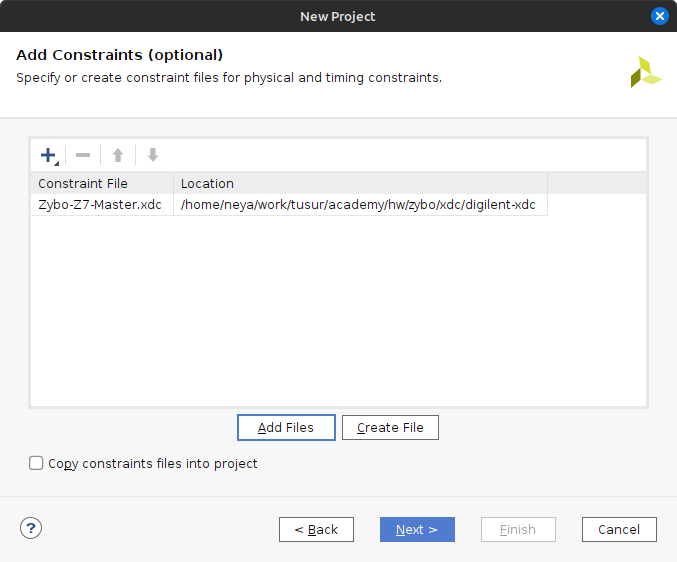 New Project
Add Constraints (optional)
Specify or create constraint files for physical and timing constraints.
Constraint File Location
Zybo-Z7-Master.xdc /home/neya/work/tusur/academy/hw/zybo/xdc/digilent-xdc
Add Files Create File
Copy constraints files into project
? < Back Next > Finish Cancel